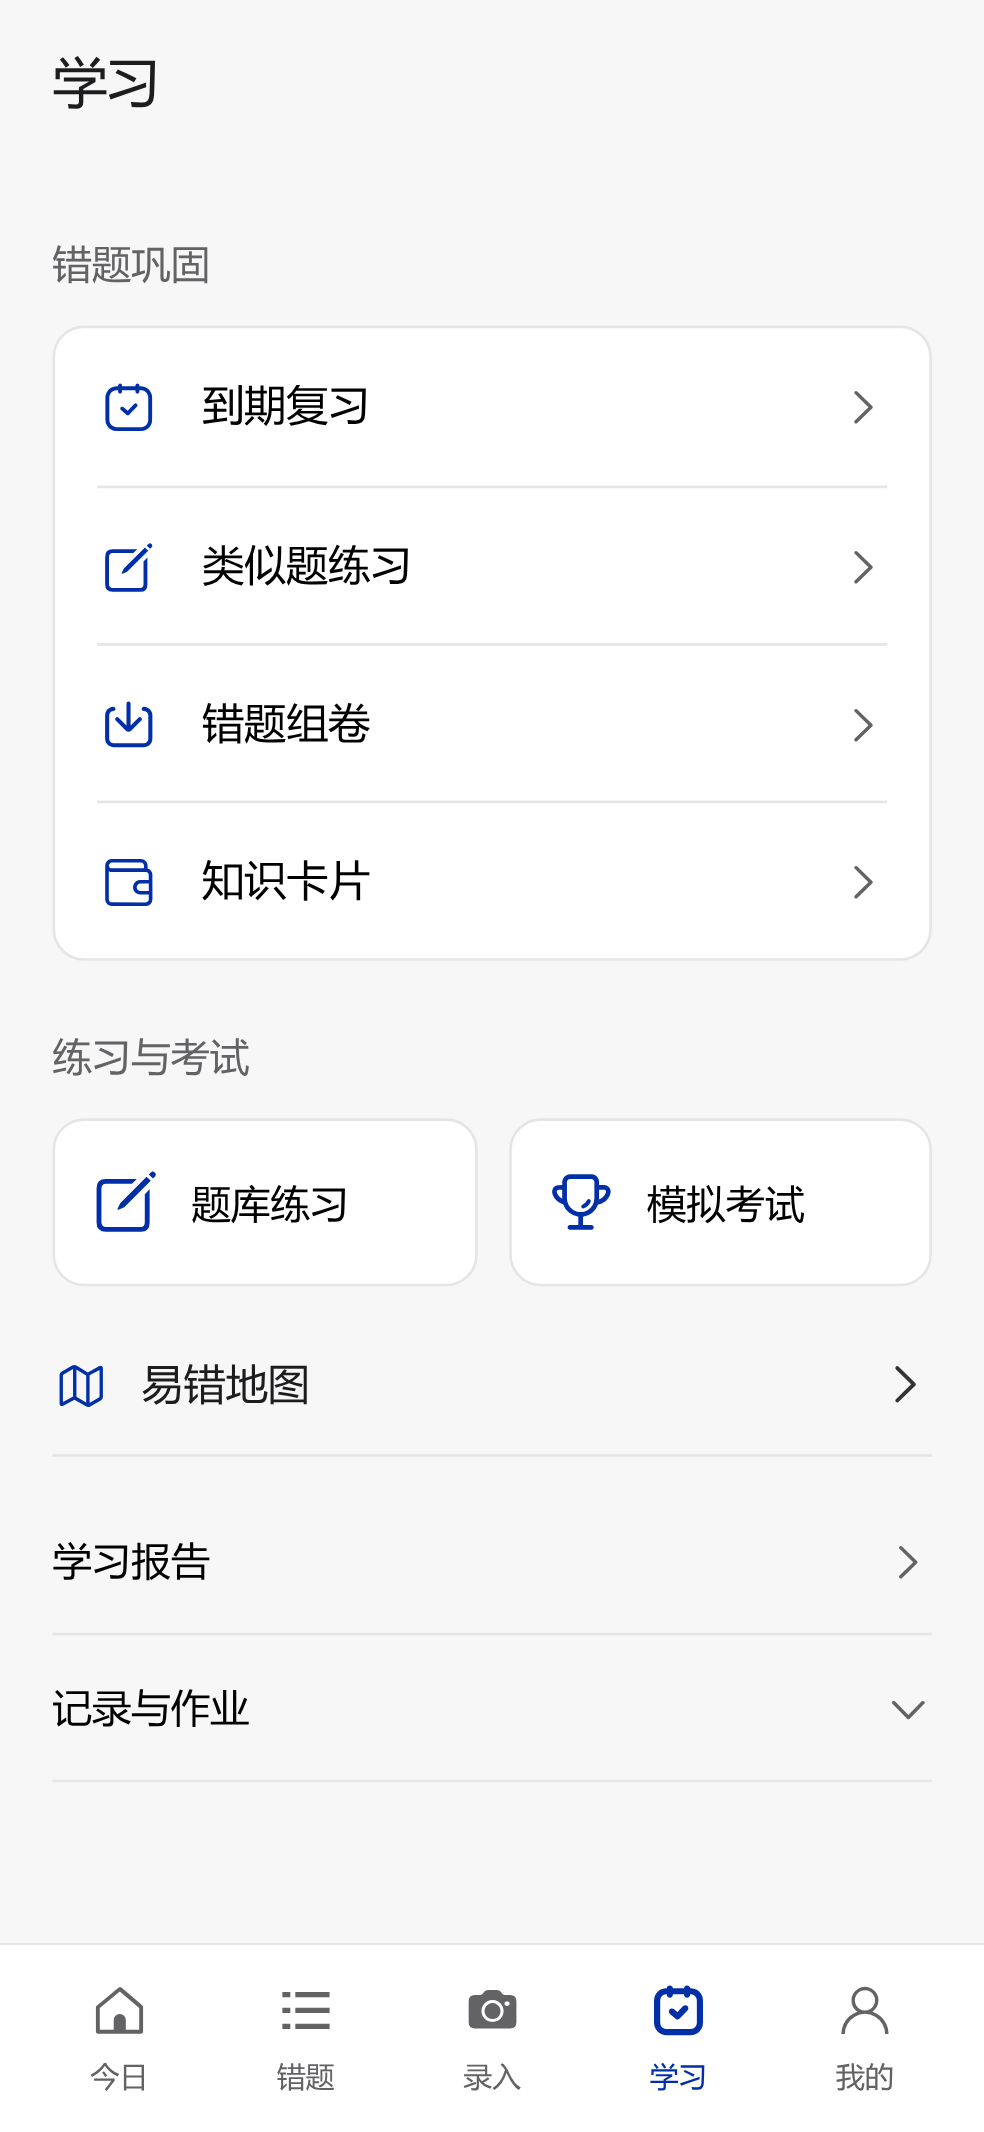 学习
错题巩固
到期复习
类似题练习
错题组卷
知识卡片
练习与考试
题库练习
模拟考试
易错地图
学习报告
记录与作业
今日
错题
录入
学习
我的